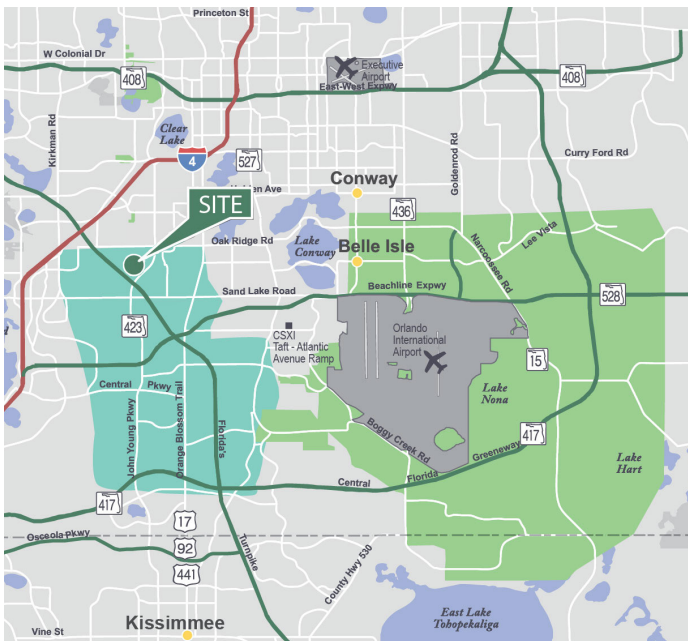 Princeton St
W Colonial Dr
408
Executive
Airport
East-West Expwy
408
Kirkman Rd
Clear
Lake
4
527
Goldenrod Rd
Curry Ford Rd
Conway
SITE
436
Oak Ridge Rd
Lake
Conway
Belle Isle
Narcoossee Rd
Lee Vista
Sand Lake Road
Beachline Expwy
528
423
CSXI
Taft - Atlantic
Avenue Ramp
Orlando
International
Airport
15
Central Pkwy
John Young Pkwy
Orange Blossom Trail
Florida's
Lake
Nona
Boggy Creek Rd
417
Greeneway
Lake
Hart
417
Central
Florida
Osceola Pkwy
17
92
441
Turnpike
County Hwy 530
East Lake
Tohopekaliga
Kissimmee
Vine St